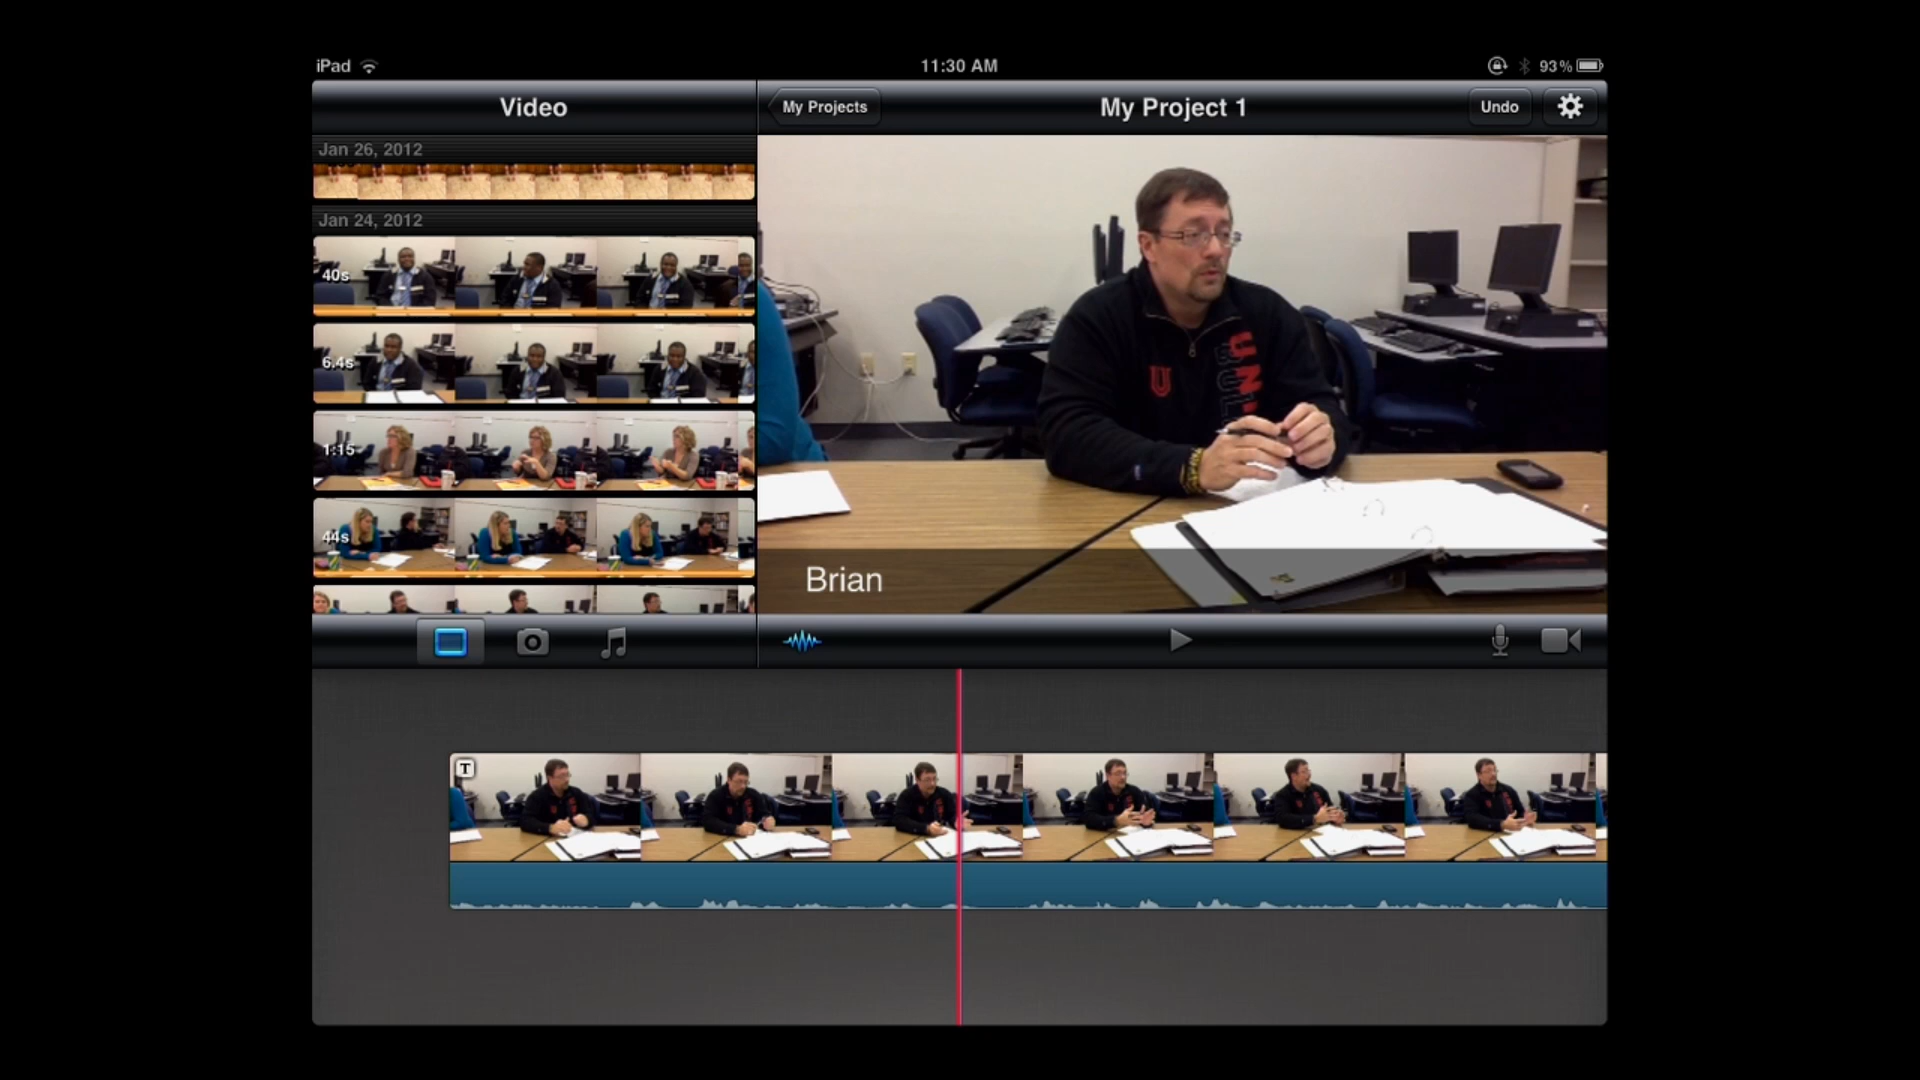 iPad
11:30 AM
93%
Video
My Projects
My Project 1
Undo
Jan 26, 2012
Jan 24, 2012
40s
6.4s
1:15
44s
U
Brian
T